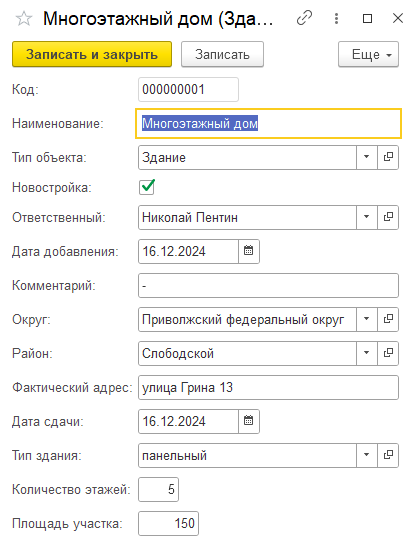 Многоэтажный дом (Зда...
Записать и закрыть Записать Еще
Код: 000000001
Наименование: Многоэтажный дом
Тип объекта: Здание
Новостройка:
Ответственный: Николай Пентин
Дата добавления: 16.12.2024
Комментарий: -
Округ: Приволжский федеральный округ
Район: Слободской
Фактический адрес: улица Грина 13
Дата сдачи: 16.12.2024
Тип здания: панельный
Количество этажей: 5
Площадь участка: 150